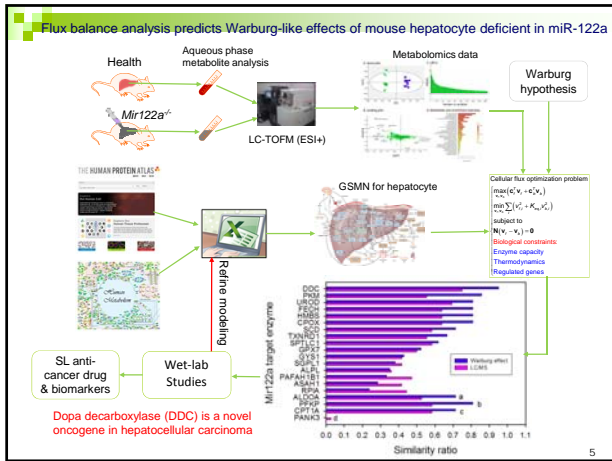 Flux balance analysis predicts Warburg-like effects of mouse hepatocyte deficient in miR-122a
Health
Aqueous phase
metabolite analysis
Metabolomics data
Mir122a-/-
LC-TOFM (ESI+)
Warburg
hypothesis
THE HUMAN PROTEIN ATLAS
Human
Metabolism
GSMN for hepatocyte
Cellular flux optimization problem
subject to
N(vf − vb) = 0
Biological constraints:
Enzyme capacity
Thermodynamics
Regulated genes
Refine modeling
SL anti-
cancer drug
& biomarkers
Wet-lab
Studies
Dopa decarboxylase (DDC) is a novel
oncogene in hepatocellular carcinoma
Mir122a target enzyme
DDC
PKM
UROD
FECH
HMBS
CPOX
SCD
TXNRD1
SPTLC1
GPX7
GYS1
SGPL1
ALPL
PAFAH1B1
ASAH1
RPIA
ALDOA
PFKP
CPT1A
PANK3
Warburg effect
LCMS
a
b
c
d
0.0 0.1 0.2 0.3 0.4 0.5 0.6 0.7 0.8 0.9 1.0 1.1
Similarity ratio
5